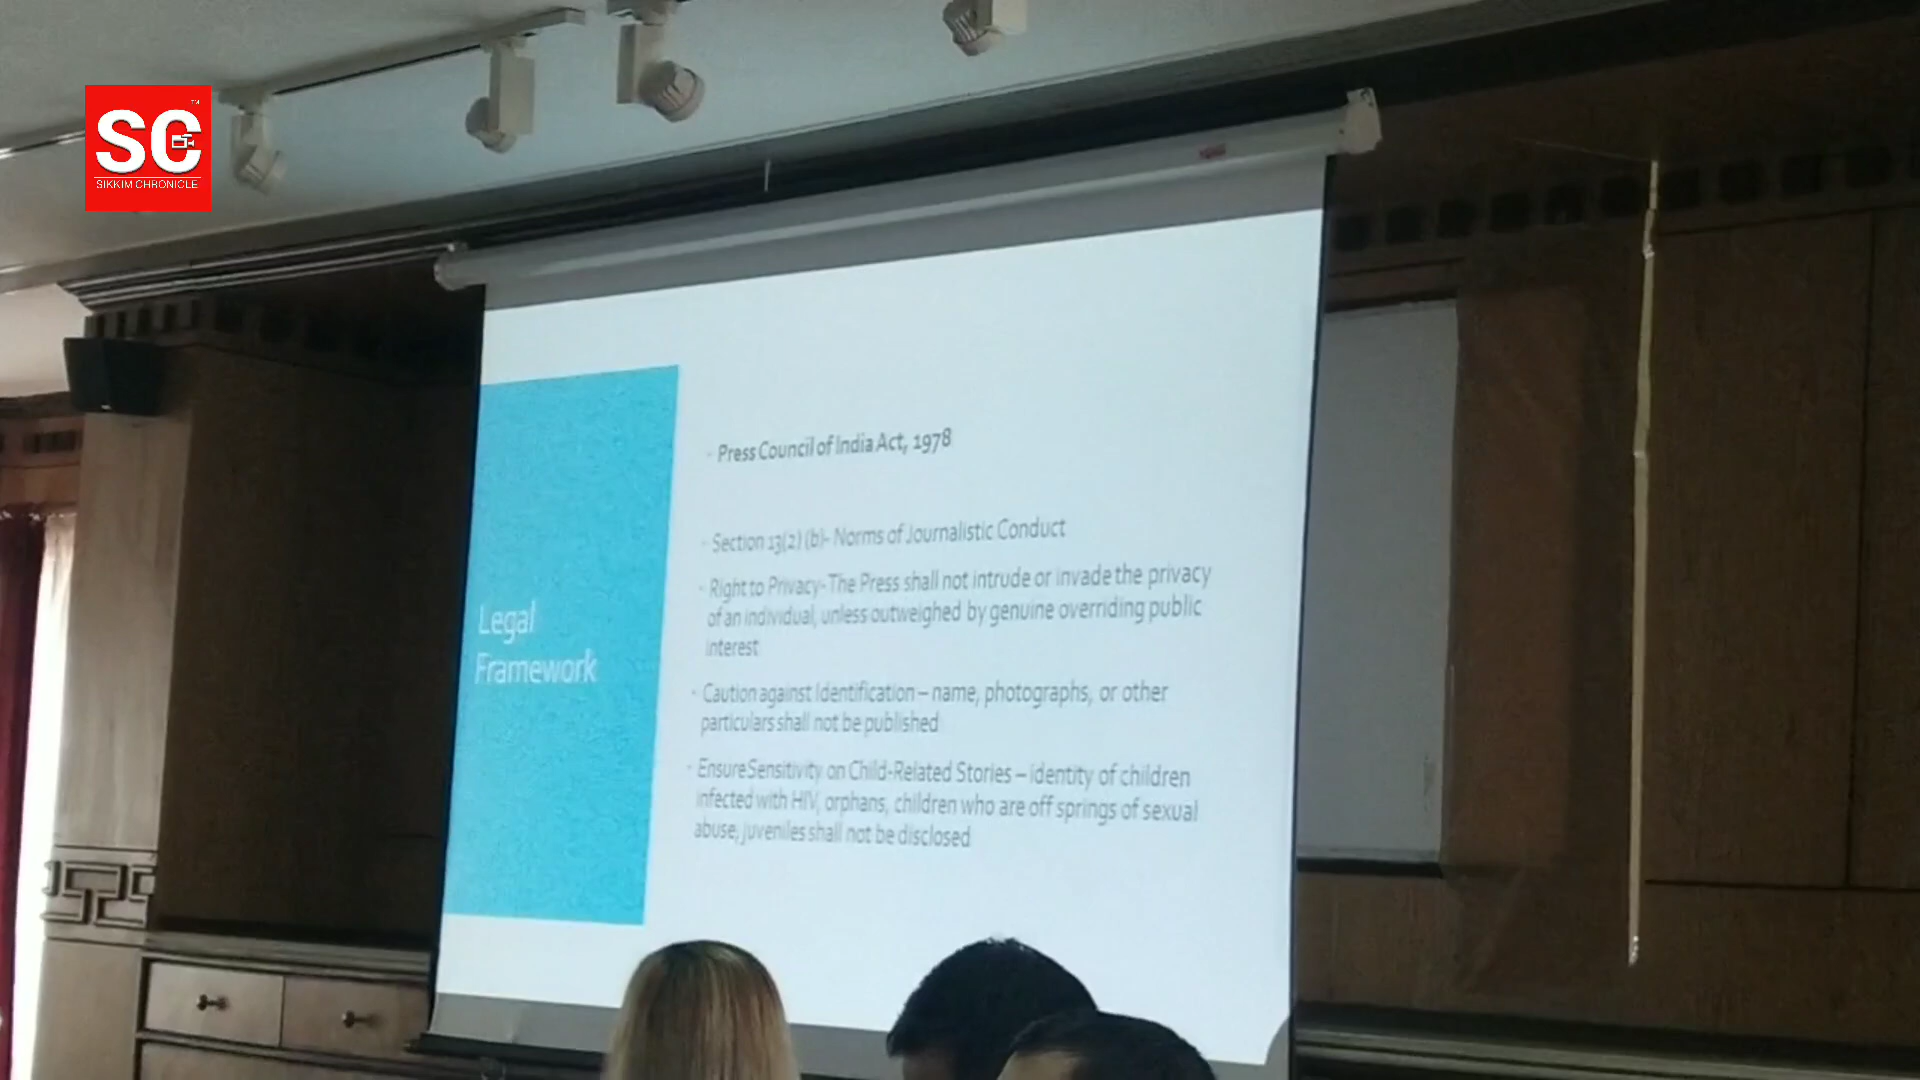 SC
TM
SIKKIM CHRONICLE
Legal
Framework
Press Council of India Act, 1978
Section 13(2) (b)- Norms of Journalistic Conduct
Right to Privacy- The Press shall not intrude or invade the privacy
of an individual, unless outweighed by genuine overriding public
interest
Caution against Identification – name, photographs, or other
particulars shall not be published
Ensure Sensitivity on Child-Related Stories – identity of children
infected with HIV, orphans, children who are off springs of sexual
abuse, juveniles shall not be disclosed